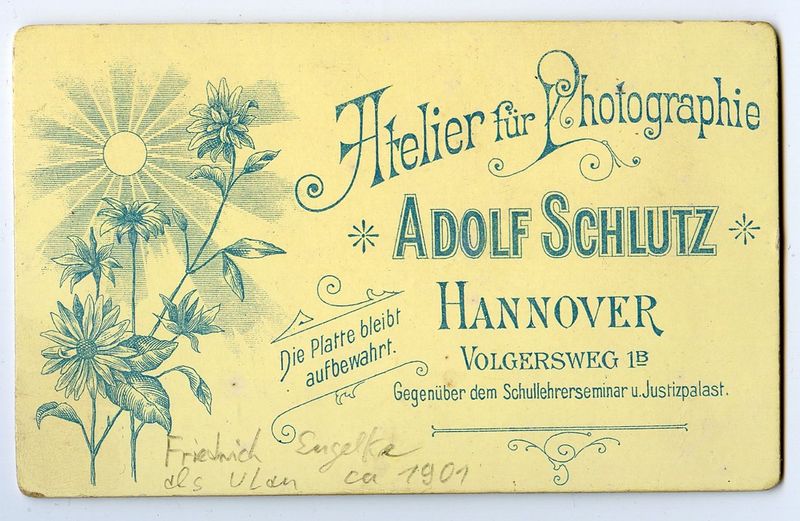 Atelier für Photographie
ADOLF SCHLUTZ
HANNOVER
VOLGERSWEG 1B
Gegenüber dem Schullehrerseminar u. Justizpalast.
Die Platte bleibt
aufbewahrt.
Friedrich Engelke
als Ulan ca 1901